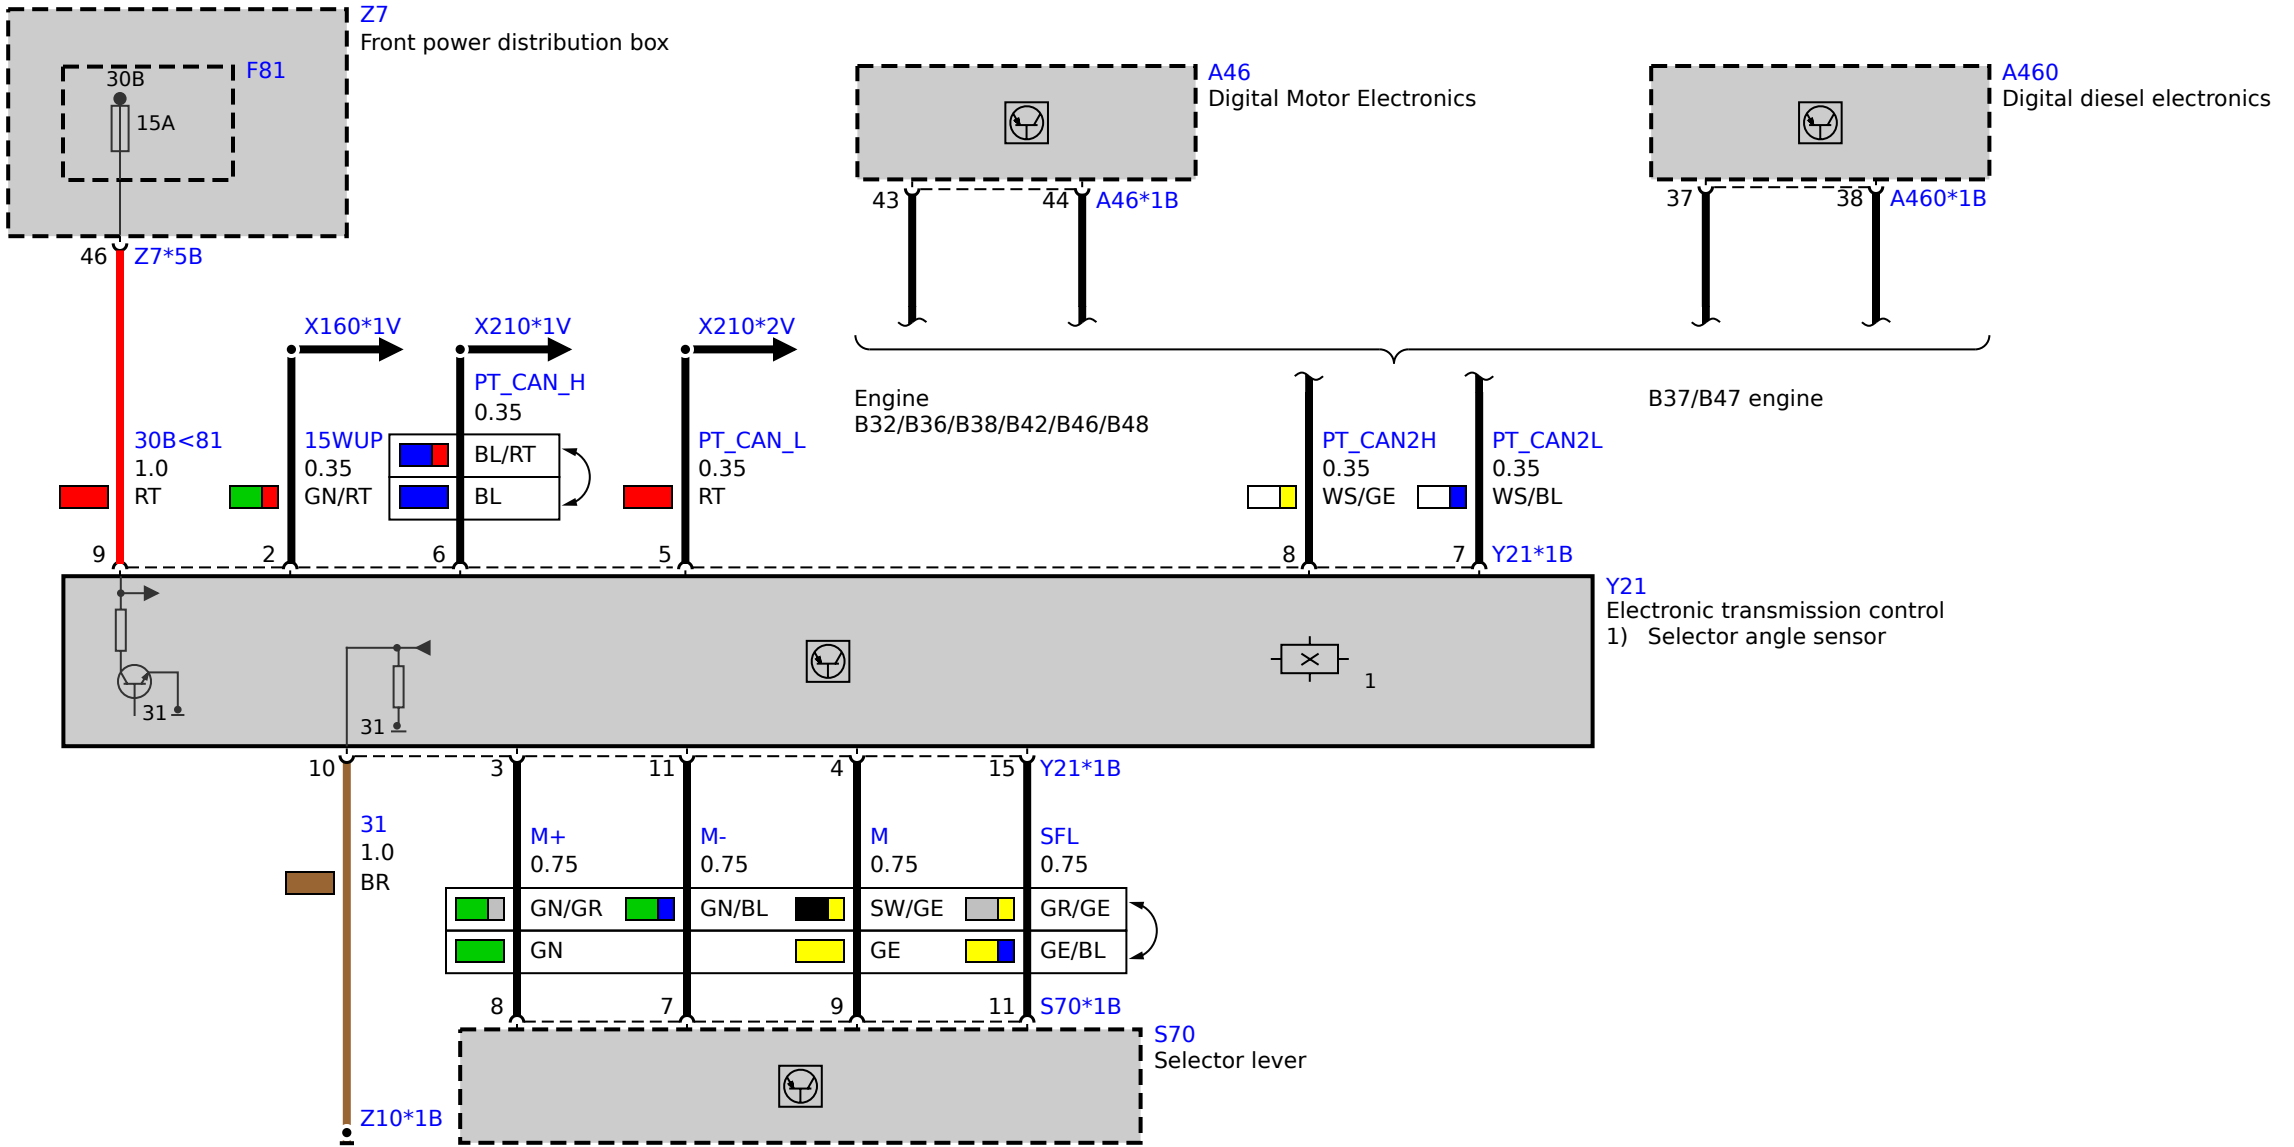 Z7
Front power distribution box
F81
30B
15A
46
Z7*5B
A46
Digital Motor Electronics
43
44
A46*1B
A460
Digital diesel electronics
37
38
A460*1B
X160*1V
X210*1V
X210*2V
Engine
B32/B36/B38/B42/B46/B48
B37/B47 engine
30B<81
1.0
RT
15WUP
0.35
GN/RT
PT_CAN_H
0.35
BL/RT
BL
PT_CAN_L
0.35
RT
PT_CAN2H
0.35
WS/GE
PT_CAN2L
0.35
WS/BL
9
2
6
5
8
7
Y21*1B
Y21
Electronic transmission control
1) Selector angle sensor
31
31
1
10
3
11
4
15
Y21*1B
31
1.0
BR
M+
0.75
M-
0.75
M
0.75
SFL
0.75
GN/GR
GN/BL
SW/GE
GR/GE
GN
GE
GE/BL
8
7
9
11
S70*1B
S70
Selector lever
Z10*1B